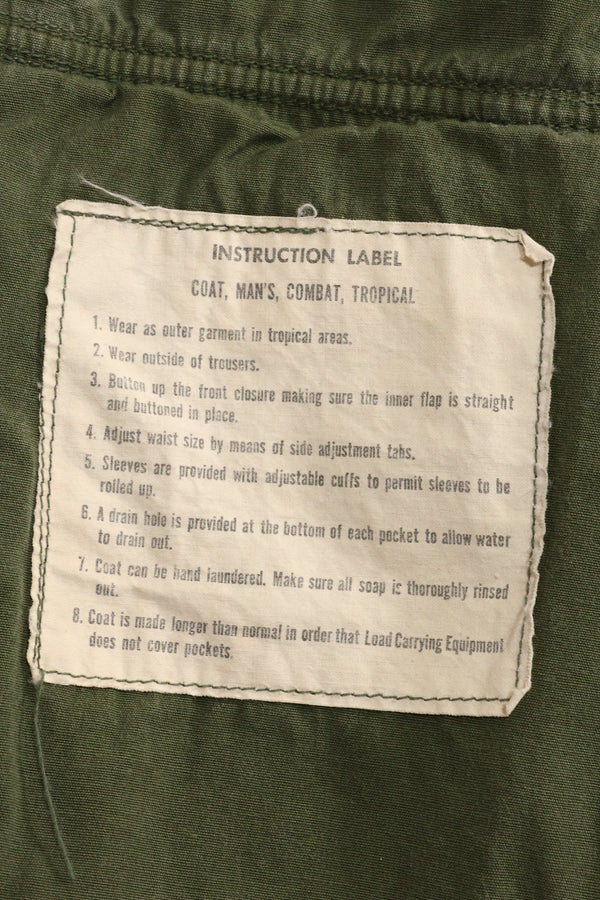 INSTRUCTION LABEL
COAT, MAN'S, COMBAT, TROPICAL
1. Wear as outer garment in tropical areas.
2. Wear outside of trousers.
3. Button up the front closure making sure the inner flap is straight
and buttoned in place.
4. Adjust waist size by means of side adjustment tabs.
5. Sleeves are provided with adjustable cuffs to permit sleeves to be
rolled up.
6. A drain hole is provided at the bottom of each pocket to allow water
to drain out.
7. Coat can be hand laundered. Make sure all soap is thoroughly rinsed
out.
8. Coat is made longer than normal in order that Load Carrying Equipment
does not cover pockets.